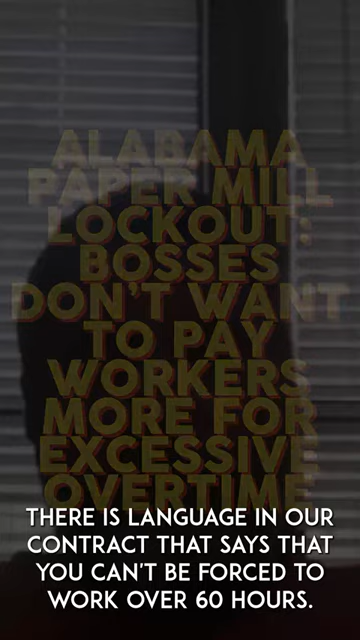 ALABAMA
PAPER MILL
LOCKOUT:
BOSSES
DON'T WANT
TO PAY
WORKERS
MORE FOR
EXCESSIVE
OVERTIME
THERE IS LANGUAGE IN OUR
CONTRACT THAT SAYS THAT
YOU CAN'T BE FORCED TO
WORK OVER 60 HOURS.